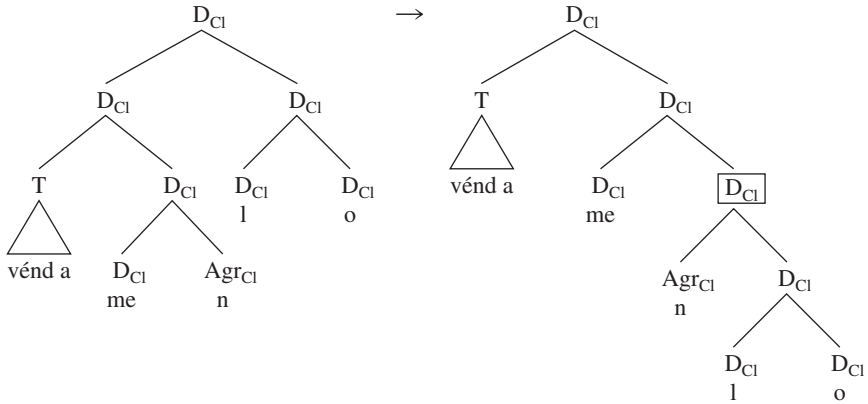 D_Cl → D_Cl
D_Cl D_Cl T D_Cl
T D_Cl D_Cl D_Cl vénd a D_Cl D_Cl
l o me
vénd a D_Cl Agr_Cl Agr_Cl D_Cl
me n n
D_Cl D_Cl
l o